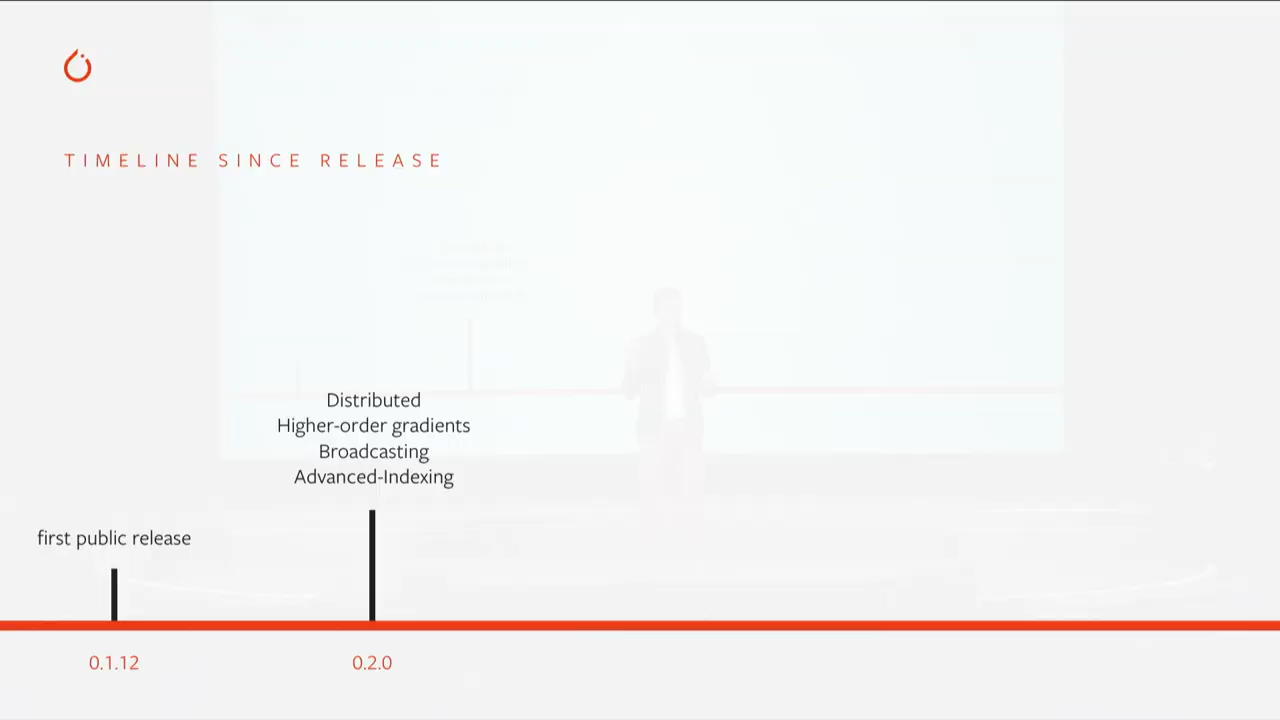 TIMELINE SINCE RELEASE
Distributed
Higher-order gradients
Broadcasting
Advanced-Indexing
first public release
0.1.12
0.2.0